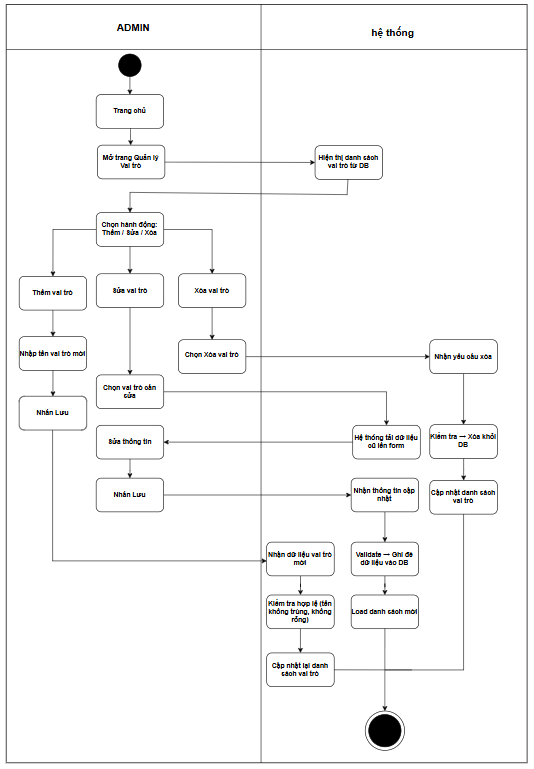 ADMIN
hệ thống
Trang chủ
Mở trang Quản lý
Vai trò
Hiện thị danh sách
vai trò từ DB
Chọn hành động:
Thêm / Sửa / Xóa
Thêm vai trò
Sửa vai trò
Xóa vai trò
Nhập tên vai trò mới
Chọn Xóa vai trò
Nhận yêu cầu xóa
Chọn vai trò cần
sửa
Nhấn Lưu
Sửa thông tin
Hệ thống tải dữ liệu
cũ lên form
Kiểm tra → Xóa khỏi
DB
Nhấn Lưu
Nhận thông tin cập
nhật
Cập nhật danh sách
vai trò
Nhận dữ liệu vai trò
mới
Validate → Ghi đè
dữ liệu vào DB
Kiểm tra hợp lệ (tên
không trùng, không
rỗng)
Load danh sách mới
Cập nhật lại danh
sách vai trò